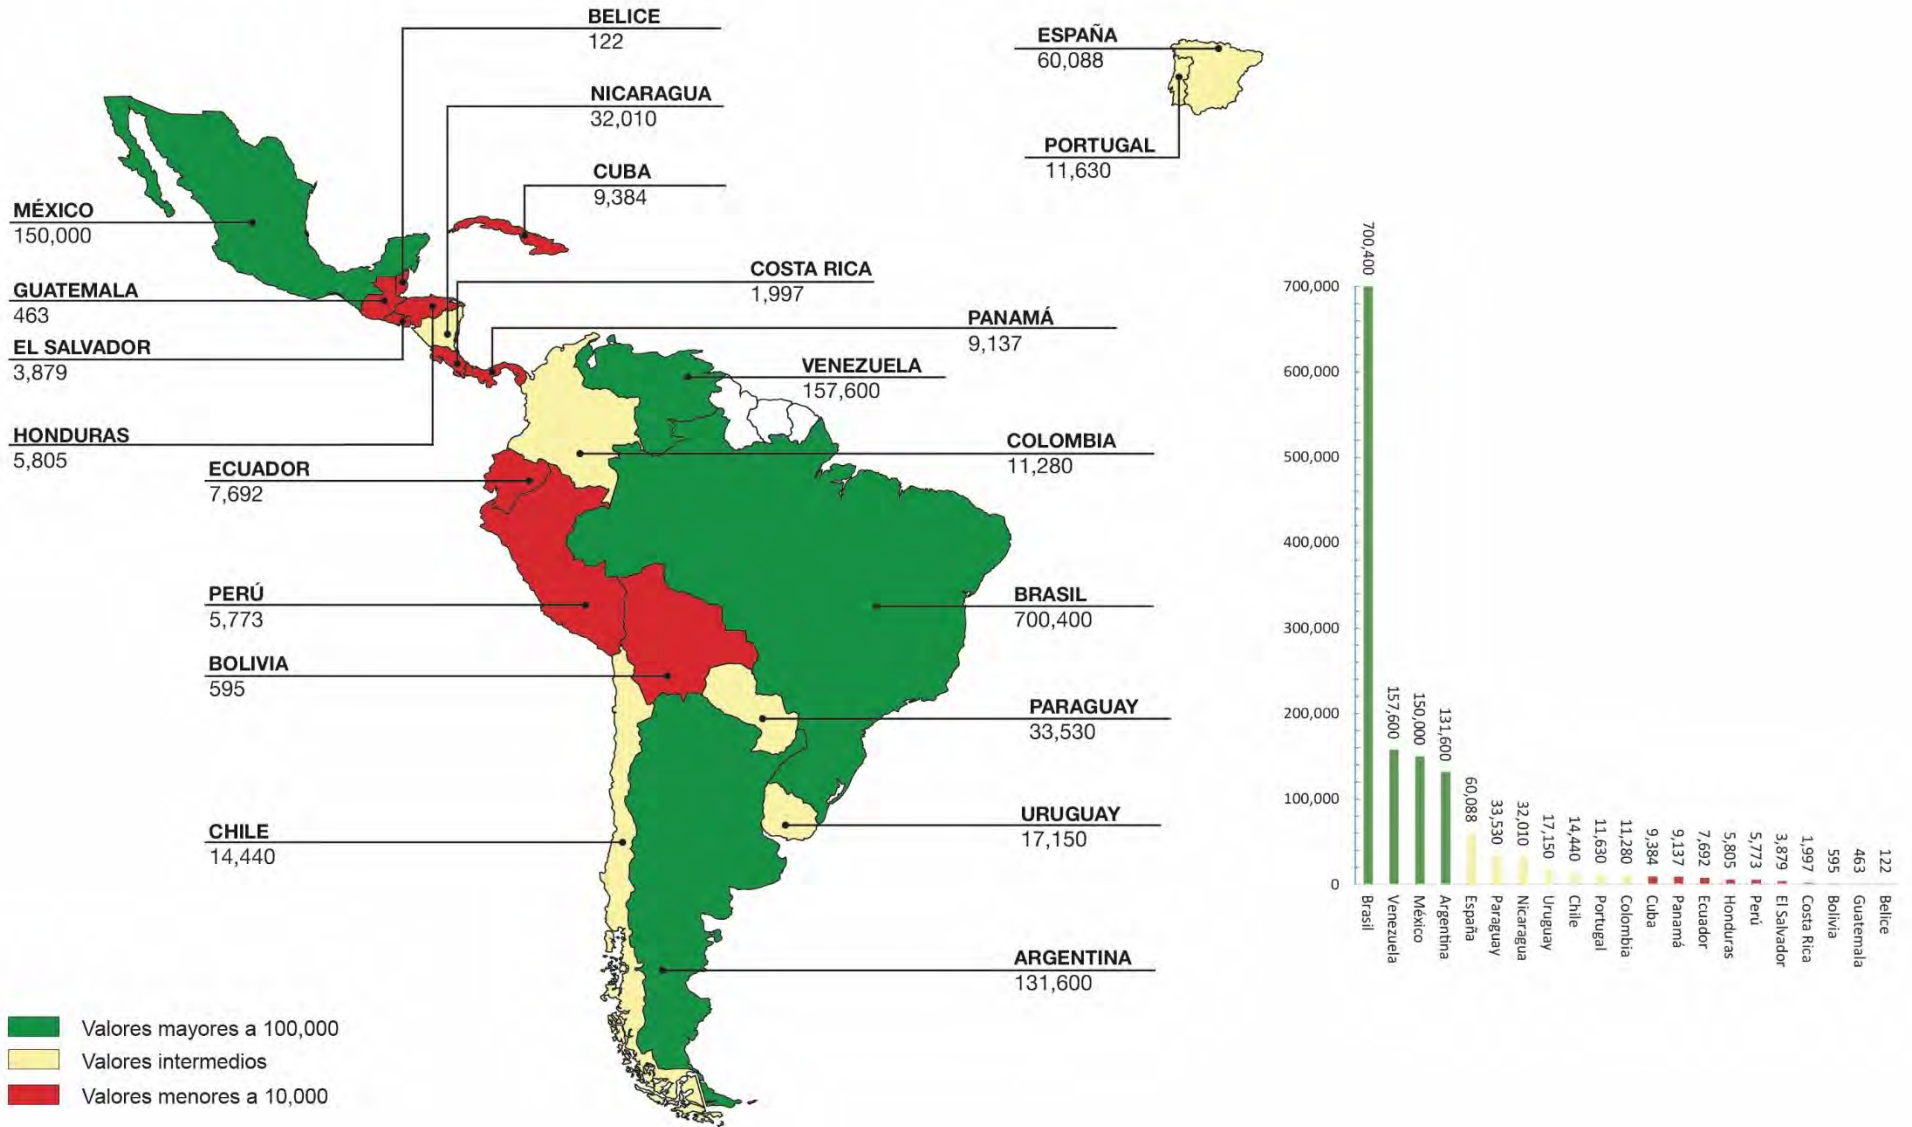 BELICE
122
NICARAGUA
32,010
CUBA
9,384
MÉXICO
150,000
GUATEMALA
463
EL SALVADOR
3,879
HONDURAS
5,805
COSTA RICA
1,997
PANAMÁ
9,137
VENEZUELA
157,600
COLOMBIA
11,280
ECUADOR
7,692
PERÚ
5,773
BOLIVIA
595
BRASIL
700,400
PARAGUAY
33,530
URUGUAY
17,150
CHILE
14,440
ARGENTINA
131,600
ESPAÑA
60,088
PORTUGAL
11,630
Valores mayores a 100,000
Valores intermedios
Valores menores a 10,000
700,000
600,000
500,000
400,000
300,000
200,000
100,000
0
700,400
157,600
150,000
131,600
60,088
33,530
32,010
17,150
14,440
11,630
11,280
9,384
9,137
7,692
5,805
5,773
3,879
1,997
595
463
122
Brasil
Venezuela
México
Argentina
España
Paraguay
Nicaragua
Uruguay
Chile
Portugal
Colombia
Cuba
Panamá
Ecuador
Honduras
Perú
El Salvador
Costa Rica
Bolivia
Guatemala
Belice